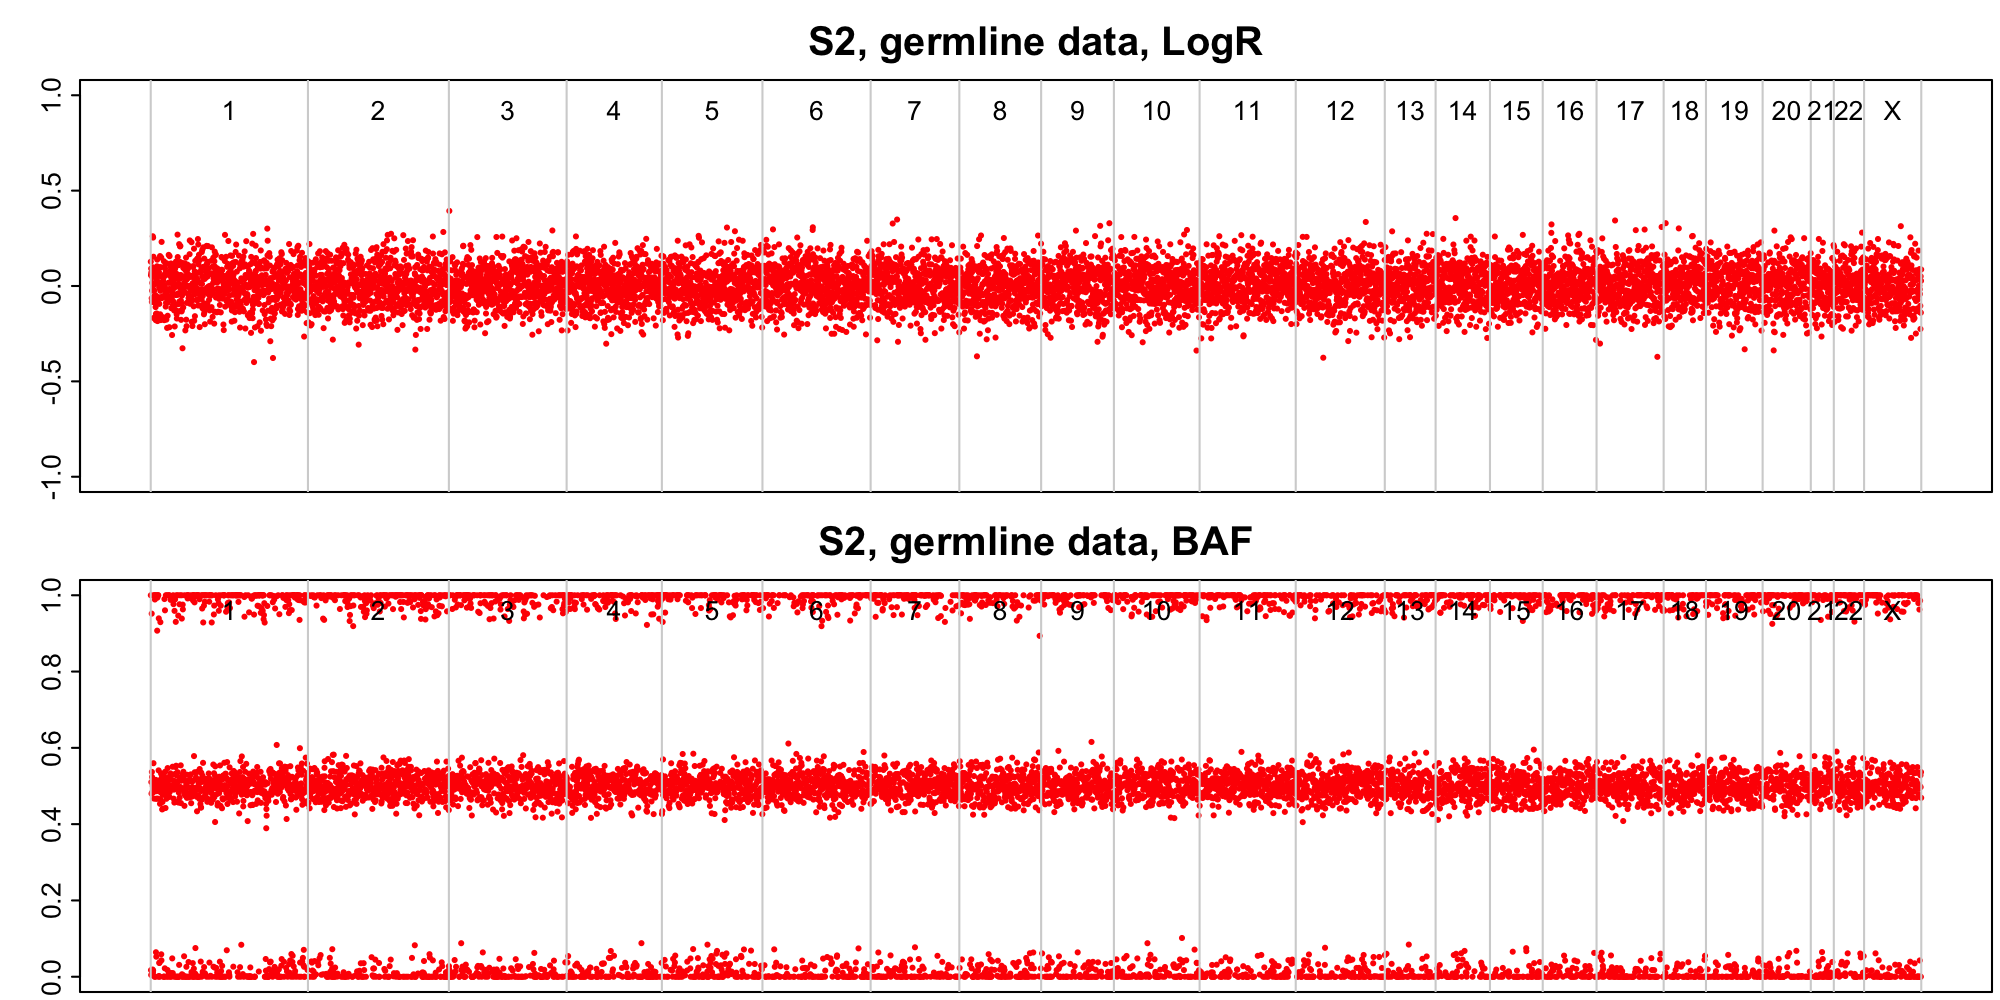 S2, germline data, LogR
1.0
1 2 3 4 5 6 7 8 9 10 11 12 13 14 15 16 17 18 19 20 21 22 X
0.5
0.0
-0.5
-1.0
S2, germline data, BAF
1.0
1 2 3 4 5 6 7 8 9 10 11 12 13 14 15 16 17 18 19 20 21 22 X
0.8
0.6
0.4
0.2
0.0